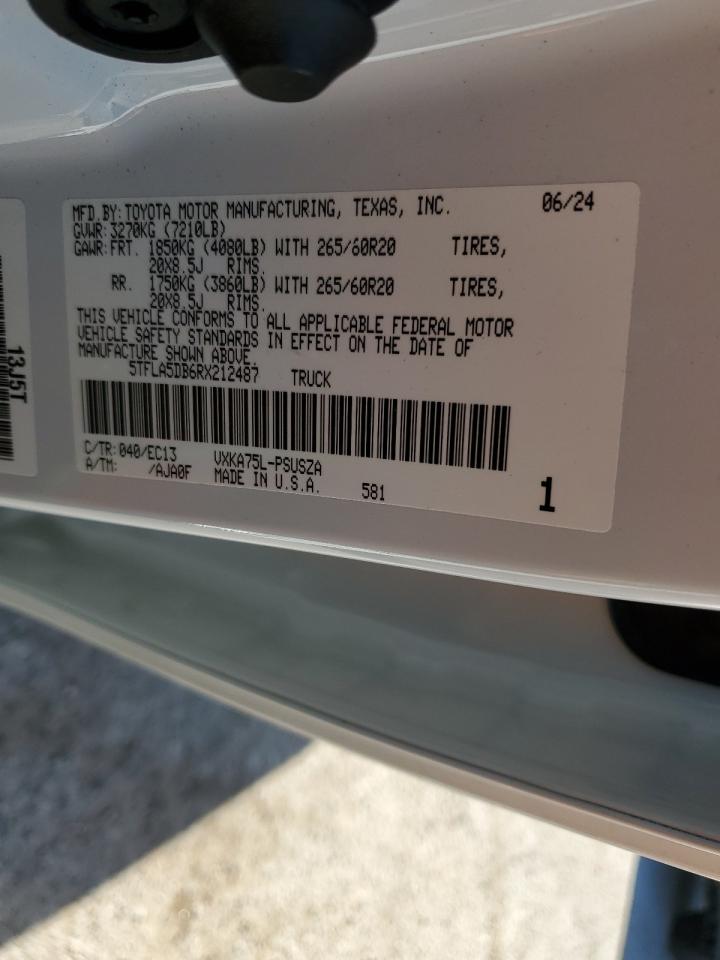 MFD.BY:TOYOTA MOTOR MANUFACTURING, TEXAS, INC. 06/24
GVWR:3270KG (7210LB)
GAWR:FRT. 1850KG (4080LB) WITH 265/60R20 TIRES,
20X8.5J RIMS.
RR. 1750KG (3860LB) WITH 265/60R20 TIRES,
20X8.5J RIMS.
THIS VEHICLE CONFORMS TO ALL APPLICABLE FEDERAL MOTOR
VEHICLE SAFETY STANDARDS IN EFFECT ON THE DATE OF
MANUFACTURE SHOWN ABOVE.
5TFLA5DB6RX212487 TRUCK
C/TR:040/EC13 VXKA75L-PSUSZA
A/TM: /AJA0F MADE IN U.S.A. 581 1
13J5T